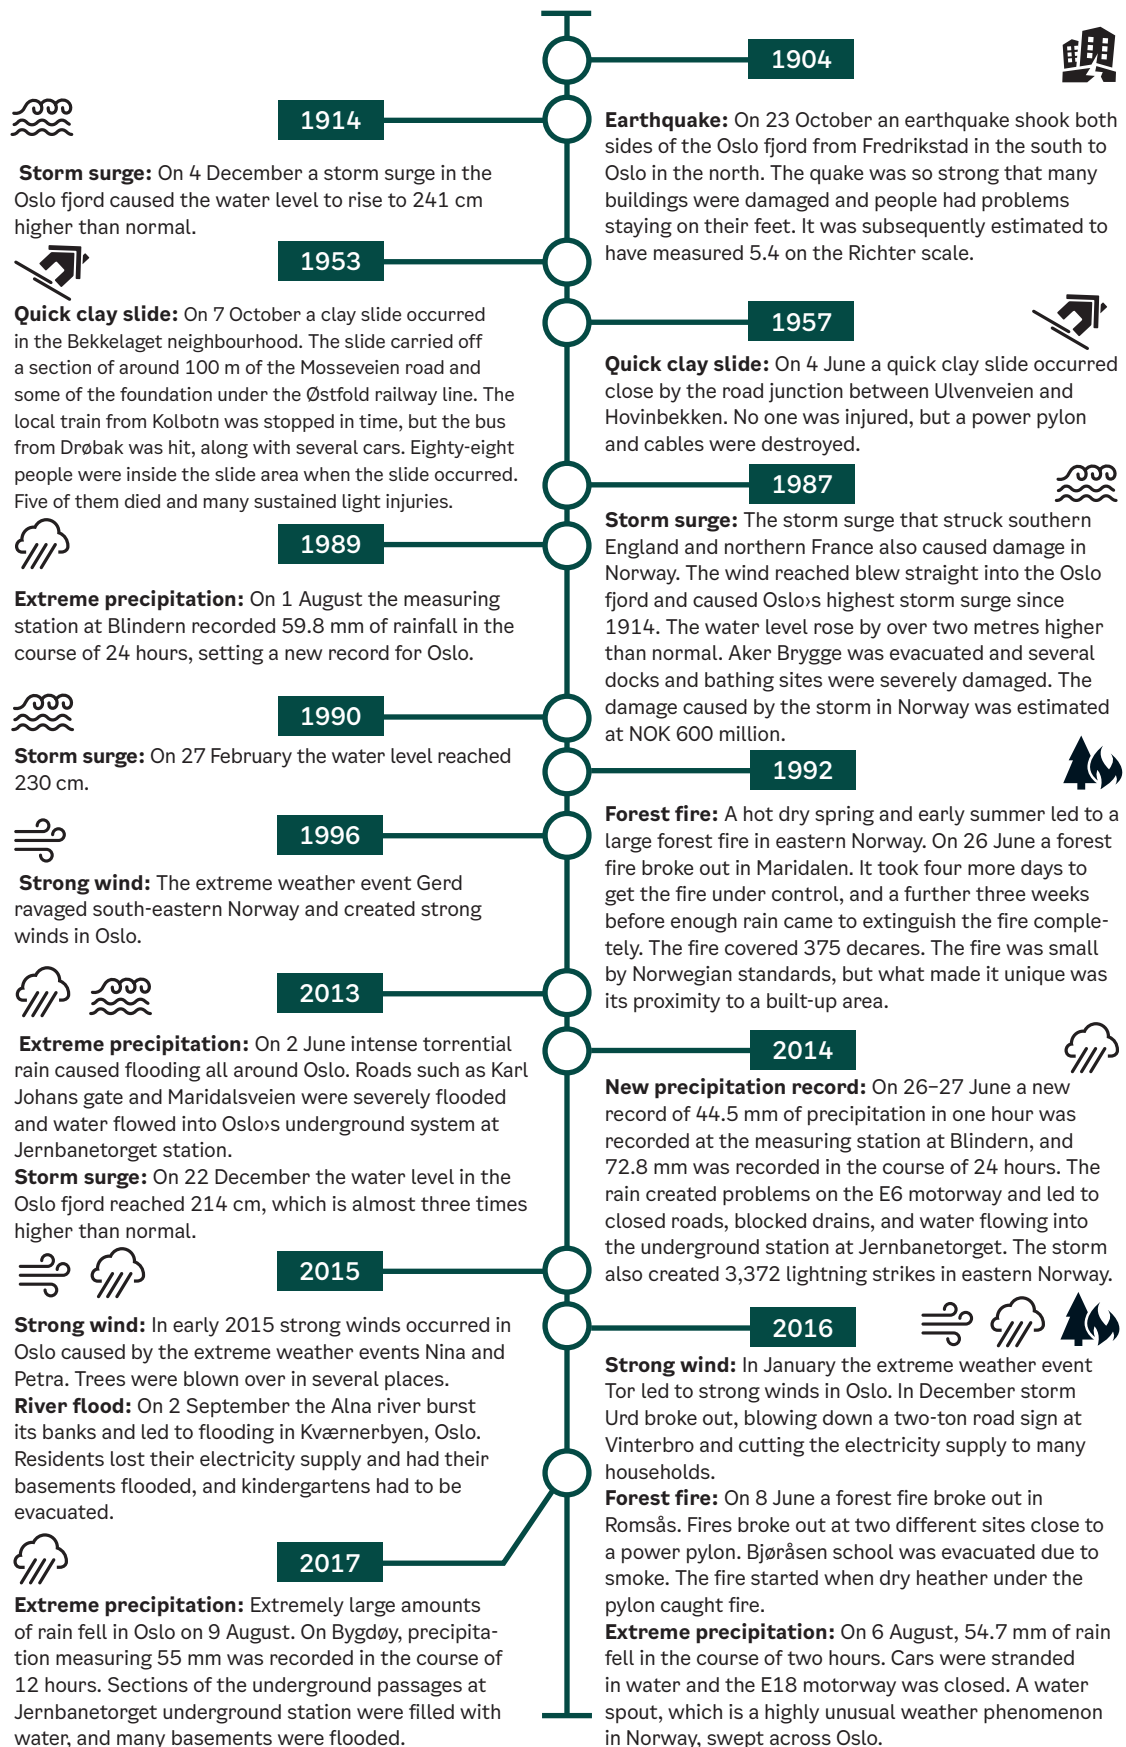 1904
Earthquake: On 23 October an earthquake shook both
sides of the Oslo fjord from Fredrikstad in the south to
Oslo in the north. The quake was so strong that many
buildings were damaged and people had problems
staying on their feet. It was subsequently estimated to
have measured 5.4 on the Richter scale.
1914
Storm surge: On 4 December a storm surge in the
Oslo fjord caused the water level to rise to 241 cm
higher than normal.
1953
Quick clay slide: On 7 October a clay slide occurred
in the Bekkelaget neighbourhood. The slide carried off
a section of around 100 m of the Mosseveien road and
some of the foundation under the Østfold railway line. The
local train from Kolbotn was stopped in time, but the bus
from Drøbak was hit, along with several cars. Eighty-eight
people were inside the slide area when the slide occurred.
Five of them died and many sustained light injuries.
1957
Quick clay slide: On 4 June a quick clay slide occurred
close by the road junction between Ulvenveien and
Hovinbekken. No one was injured, but a power pylon
and cables were destroyed.
1987
Storm surge: The storm surge that struck southern
England and northern France also caused damage in
Norway. The wind reached blew straight into the Oslo
fjord and caused Oslo›s highest storm surge since
1914. The water level rose by over two metres higher
than normal. Aker Brygge was evacuated and several
docks and bathing sites were severely damaged. The
damage caused by the storm in Norway was estimated
at NOK 600 million.
1989
Extreme precipitation: On 1 August the measuring
station at Blindern recorded 59.8 mm of rainfall in the
course of 24 hours, setting a new record for Oslo.
1990
Storm surge: On 27 February the water level reached
230 cm.
1992
Forest fire: A hot dry spring and early summer led to a
large forest fire in eastern Norway. On 26 June a forest
fire broke out in Maridalen. It took four more days to
get the fire under control, and a further three weeks
before enough rain came to extinguish the fire comple-
tely. The fire covered 375 decares. The fire was small
by Norwegian standards, but what made it unique was
its proximity to a built-up area.
1996
Strong wind: The extreme weather event Gerd
ravaged south-eastern Norway and created strong
winds in Oslo.
2013
Extreme precipitation: On 2 June intense torrential
rain caused flooding all around Oslo. Roads such as Karl
Johans gate and Maridalsveien were severely flooded
and water flowed into Oslo›s underground system at
Jernbanetorget station.
Storm surge: On 22 December the water level in the
Oslo fjord reached 214 cm, which is almost three times
higher than normal.
2014
New precipitation record: On 26–27 June a new
record of 44.5 mm of precipitation in one hour was
recorded at the measuring station at Blindern, and
72.8 mm was recorded in the course of 24 hours. The
rain created problems on the E6 motorway and led to
closed roads, blocked drains, and water flowing into
the underground station at Jernbanetorget. The storm
also created 3,372 lightning strikes in eastern Norway.
2015
Strong wind: In early 2015 strong winds occurred in
Oslo caused by the extreme weather events Nina and
Petra. Trees were blown over in several places.
River flood: On 2 September the Alna river burst
its banks and led to flooding in Kværnerbyen, Oslo.
Residents lost their electricity supply and had their
basements flooded, and kindergartens had to be
evacuated.
2016
Strong wind: In January the extreme weather event
Tor led to strong winds in Oslo. In December storm
Urd broke out, blowing down a two-ton road sign at
Vinterbro and cutting the electricity supply to many
households.
Forest fire: On 8 June a forest fire broke out in
Romsås. Fires broke out at two different sites close to
a power pylon. Bjøråsen school was evacuated due to
smoke. The fire started when dry heather under the
pylon caught fire.
Extreme precipitation: On 6 August, 54.7 mm of rain
fell in the course of two hours. Cars were stranded
in water and the E18 motorway was closed. A water
spout, which is a highly unusual weather phenomenon
in Norway, swept across Oslo.
2017
Extreme precipitation: Extremely large amounts
of rain fell in Oslo on 9 August. On Bygdøy, precipita-
tion measuring 55 mm was recorded in the course of
12 hours. Sections of the underground passages at
Jernbanetorget underground station were filled with
water, and many basements were flooded.